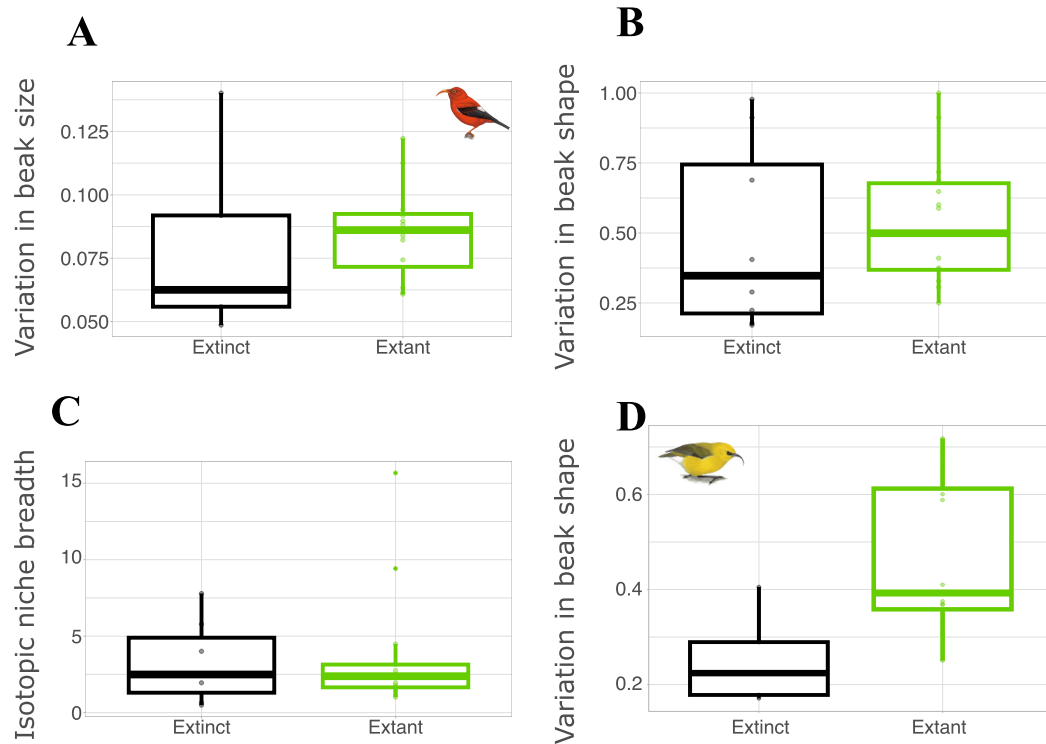 A
Variation in beak size
0.125
0.100
0.075
0.050
Extinct
Extant
B
Variation in beak shape
1.00
0.75
0.50
0.25
Extinct
Extant
C
Isotopic niche breadth
15
10
5
0
Extinct
Extant
D
Variation in beak shape
0.6
0.4
0.2
Extinct
Extant